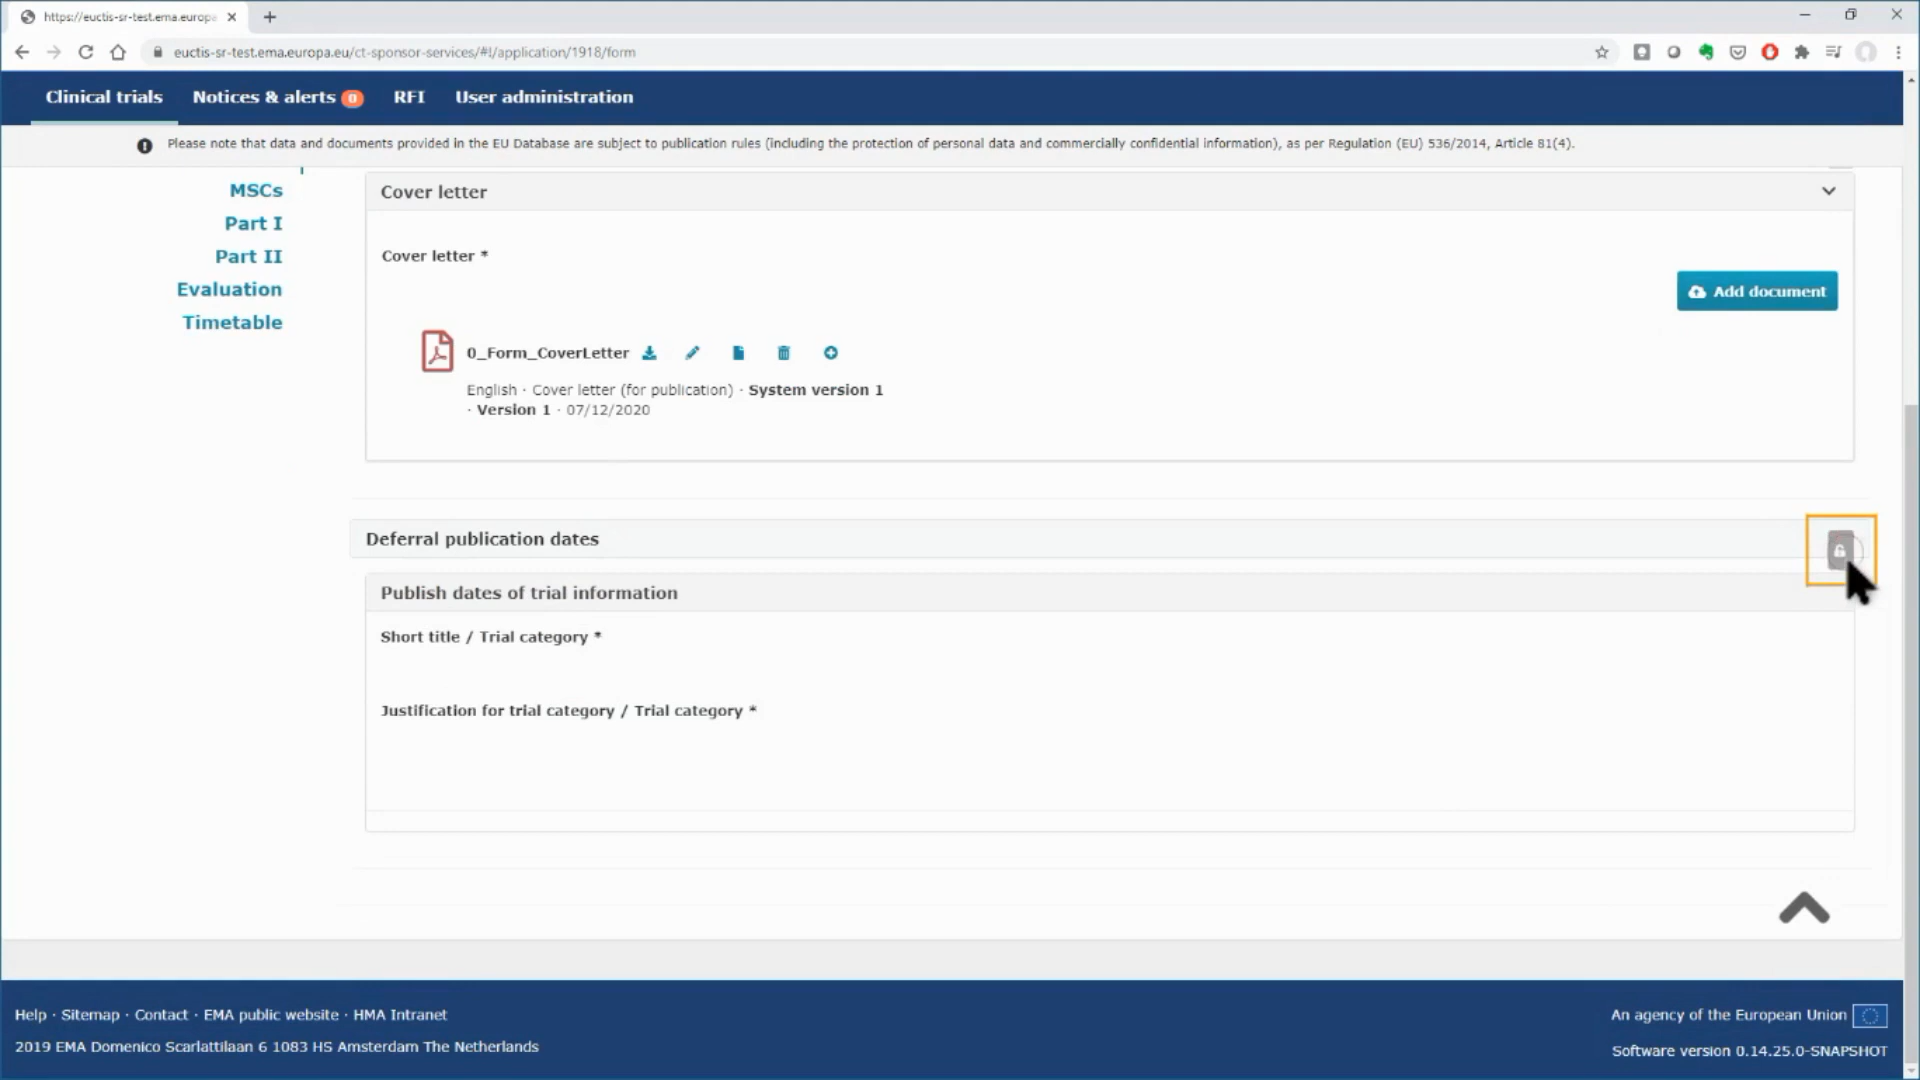 https://euctis-sr-test.ema.europa
euctis-sr-test.ema.europa.eu/ct-sponsor-services/#!/application/1918/form
Clinical trials
Notices & alerts 0
RFI
User administration
Please note that data and documents provided in the EU Database are subject to publication rules (including the protection of personal data and commercially confidential information), as per Regulation (EU) 536/2014, Article 81(4).
MSCs
Part I
Part II
Evaluation
Timetable
Cover letter
Cover letter *
Add document
0_Form_CoverLetter
English · Cover letter (for publication) · System version 1
· Version 1 · 07/12/2020
Deferral publication dates
Publish dates of trial information
Short title / Trial category *
Justification for trial category / Trial category *
Help · Sitemap · Contact · EMA public website · HMA Intranet
2019 EMA Domenico Scarlattilaan 6 1083 HS Amsterdam The Netherlands
An agency of the European Union
Software version 0.14.25.0-SNAPSHOT